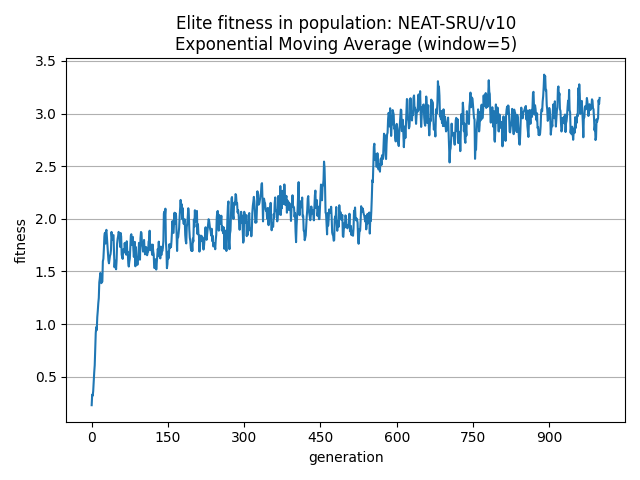 Elite fitness in population: NEAT-SRU/v10
Exponential Moving Average (window=5)
3.5
3.0
2.5
2.0
1.5
1.0
0.5
fitness
0 150 300 450 600 750 900
generation